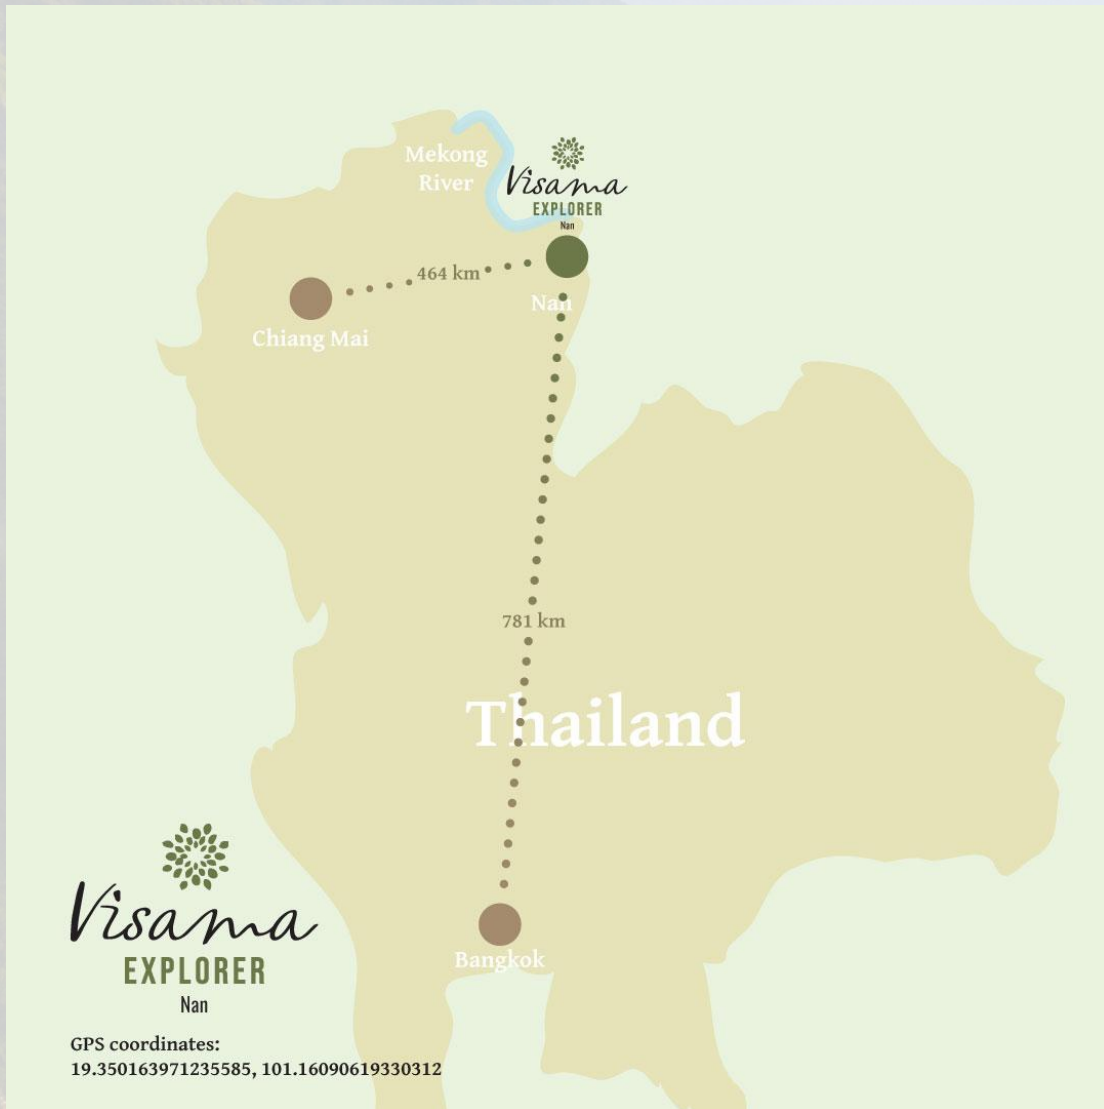 Mekong
River
Visama
EXPLORER
Nan
464 km
Nan
Chiang Mai
781 km
Thailand
Bangkok
Visama
EXPLORER
Nan
GPS coordinates:
19.350163971235585, 101.16090619330312